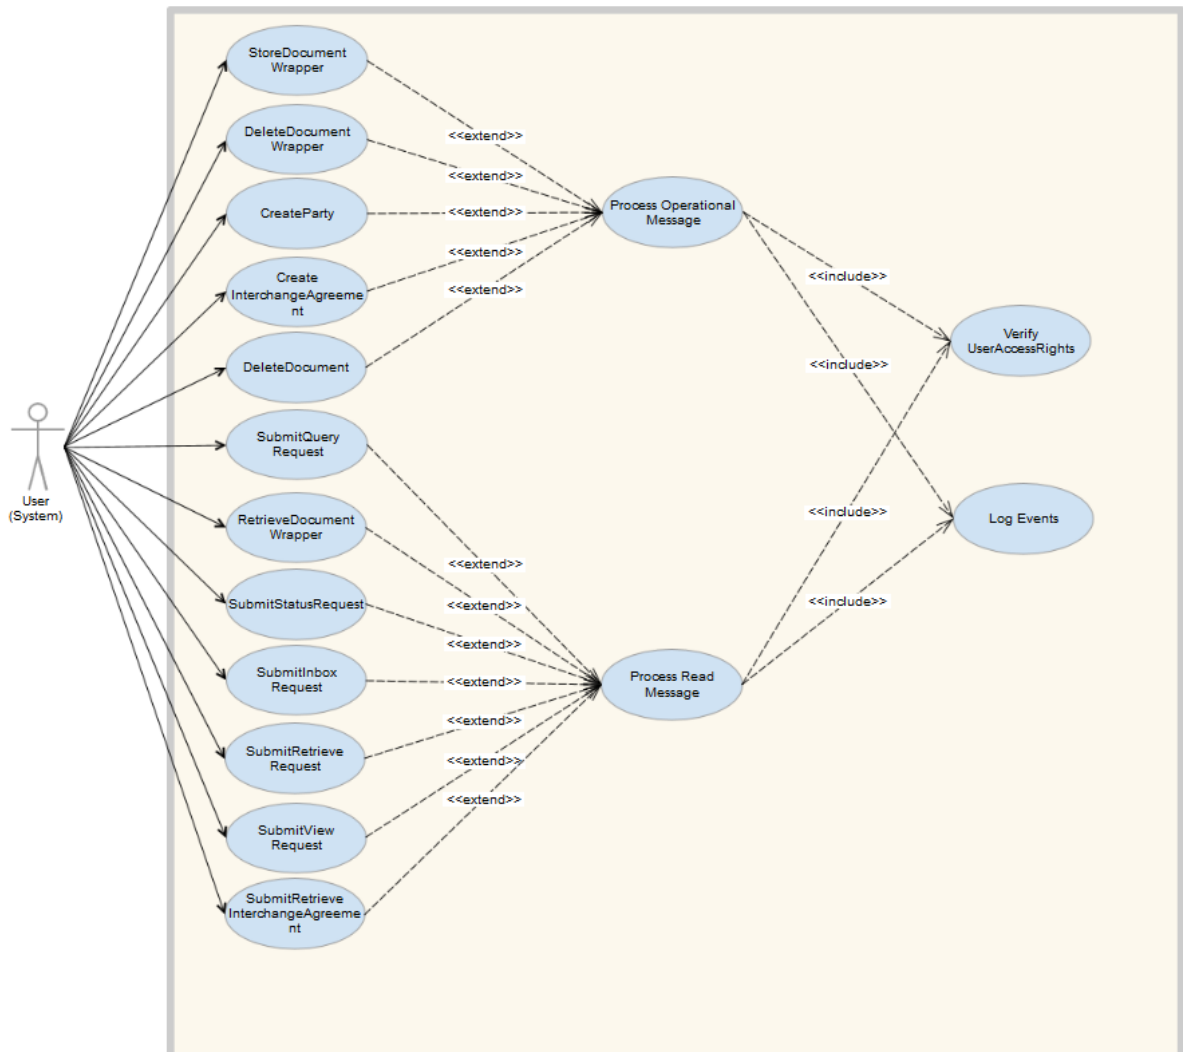 StoreDocument
Wrapper
DeleteDocument
Wrapper
CreateParty
Create
InterchangeAgreeme
nt
DeleteDocument
SubmitQuery
Request
RetrieveDocument
Wrapper
SubmitStatusRequest
SubmitInbox
Request
SubmitRetrieve
Request
SubmitView
Request
SubmitRetrieve
InterchangeAgreeme
nt
User
(System)
<<extend>>
<<extend>>
<<extend>>
<<extend>>
<<extend>>
<<extend>>
<<extend>>
<<extend>>
<<extend>>
<<extend>>
<<extend>>
<<extend>>
Process Operational
Message
Process Read
Message
<<include>>
<<include>>
<<include>>
<<include>>
Verify
UserAccessRights
Log Events